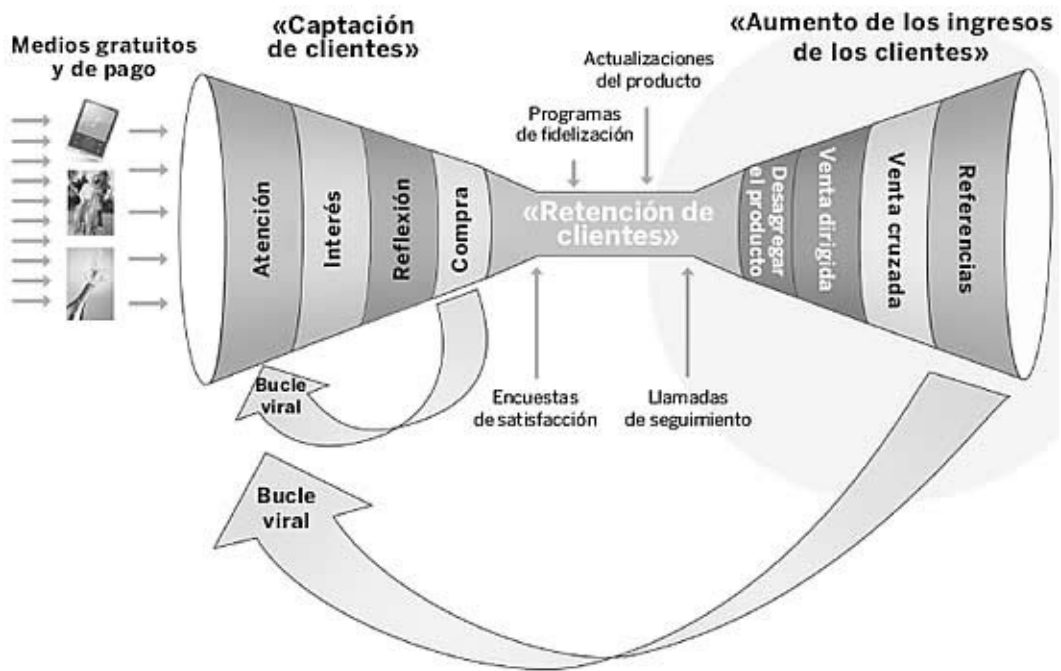 Medios gratuitos
y de pago
«Captación
de clientes»
Actualizaciones
del producto
Programas
de fidelización
«Aumento de los ingresos
de los clientes»
Atención
Interés
Reflexión
Compra
«Retención de
clientes»
Desagregar
el producto
Venta dirigida
Venta cruzada
Referencias
Bucle
viral
Encuestas
de satisfacción
Llamadas
de seguimiento
Bucle
viral